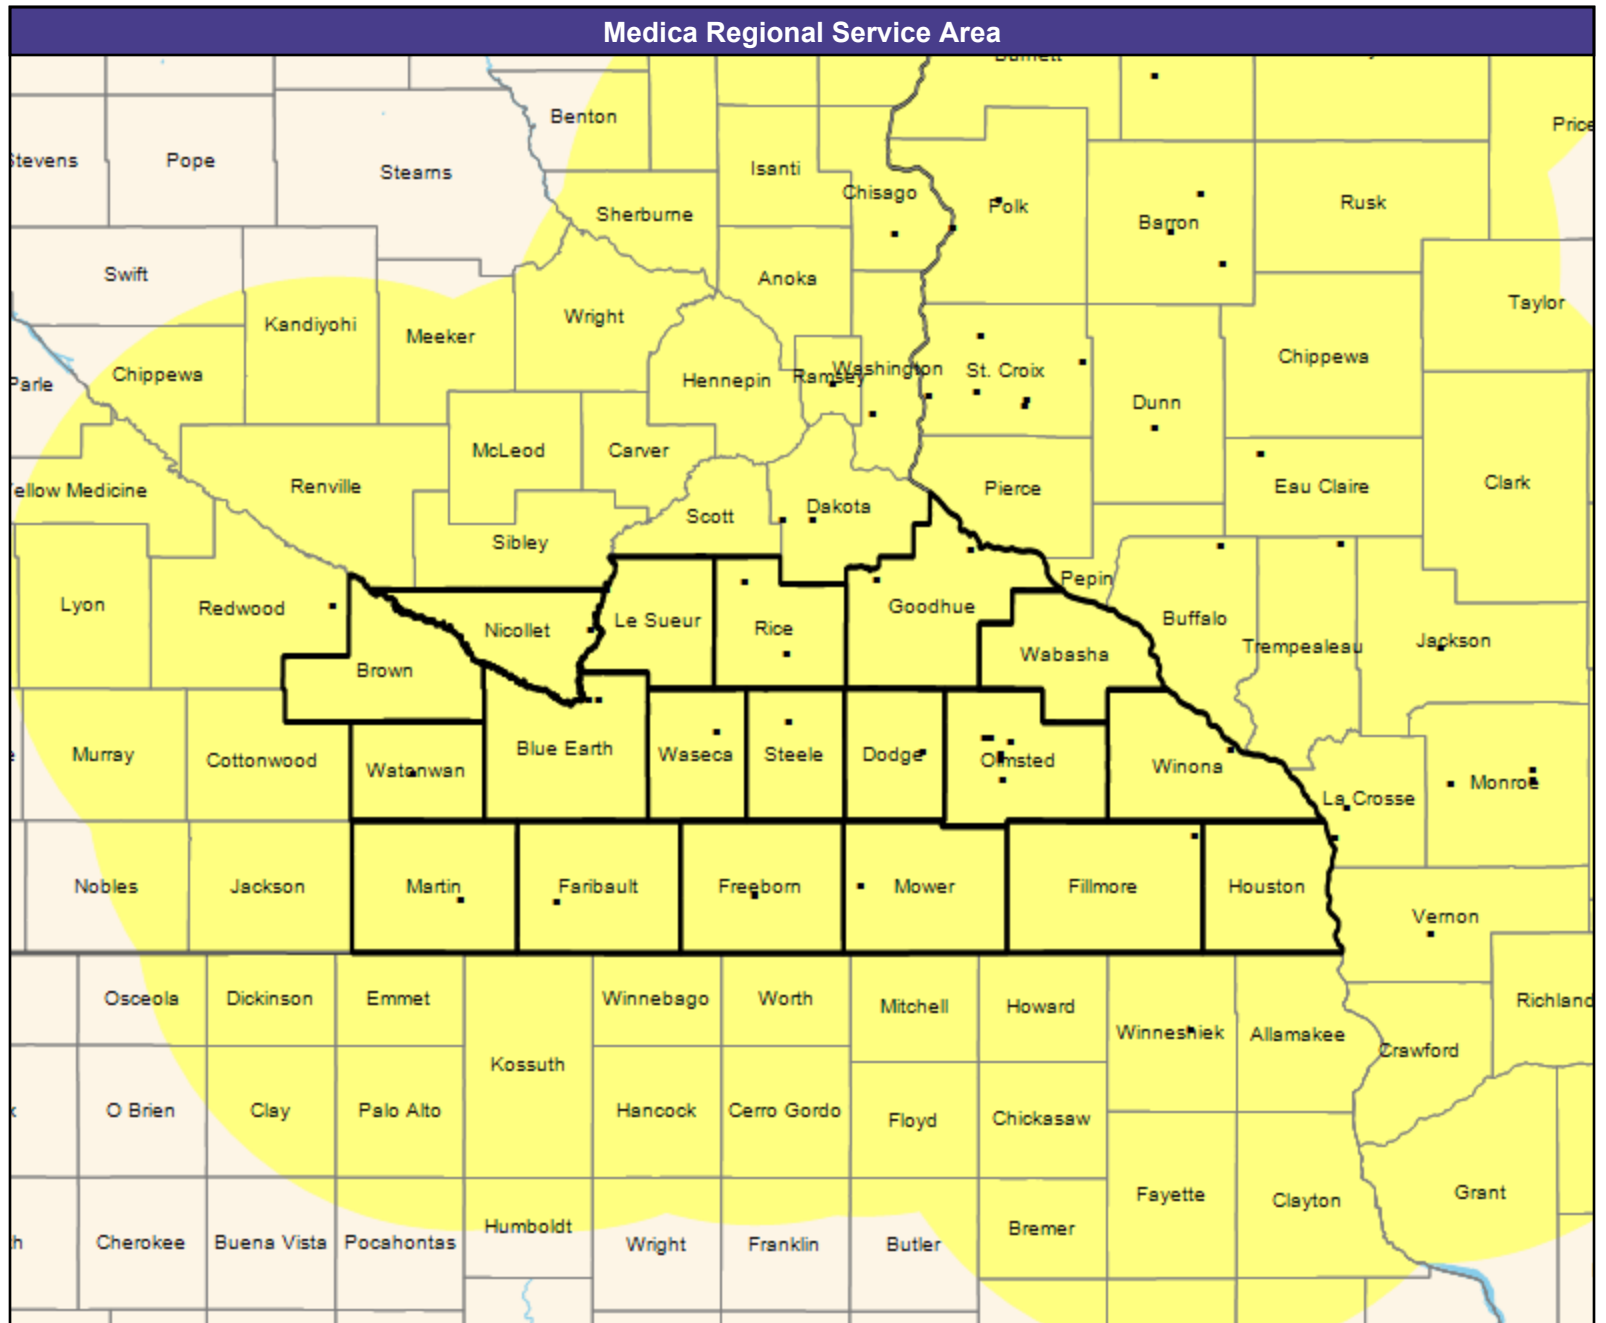 Medica Regional Service Area
Benton
Price
Stevens
Pope
Stearns
Isanti
Chisago
Polk
Barron
Rusk
Sherburne
Swift
Anoka
Taylor
Kandiyohi
Meeker
Wright
Chippewa
Parle
Chippewa
Hennepin
Ramsey
Washington
St. Croix
Dunn
McLeod
Carver
Yellow Medicine
Renville
Scott
Dakota
Pierce
Eau Claire
Clark
Sibley
Pepin
Lyon
Redwood
Nicollet
Le Sueur
Rice
Goodhue
Buffalo
Trempealeau
Jackson
Brown
Wabasha
Murray
Cottonwood
Watonwan
Blue Earth
Waseca
Steele
Dodge
Olmsted
Winona
La Crosse
Monroe
Nobles
Jackson
Martin
Faribault
Freeborn
Mower
Fillmore
Houston
Vernon
Osceola
Dickinson
Emmet
Kossuth
Winnebago
Worth
Mitchell
Howard
Winneshiek
Allamakee
Crawford
Richland
O Brien
Clay
Palo Alto
Hancock
Cerro Gordo
Floyd
Chickasaw
Fayette
Clayton
Grant
Cherokee
Buena Vista
Pocahontas
Humboldt
Wright
Franklin
Butler
Bremer